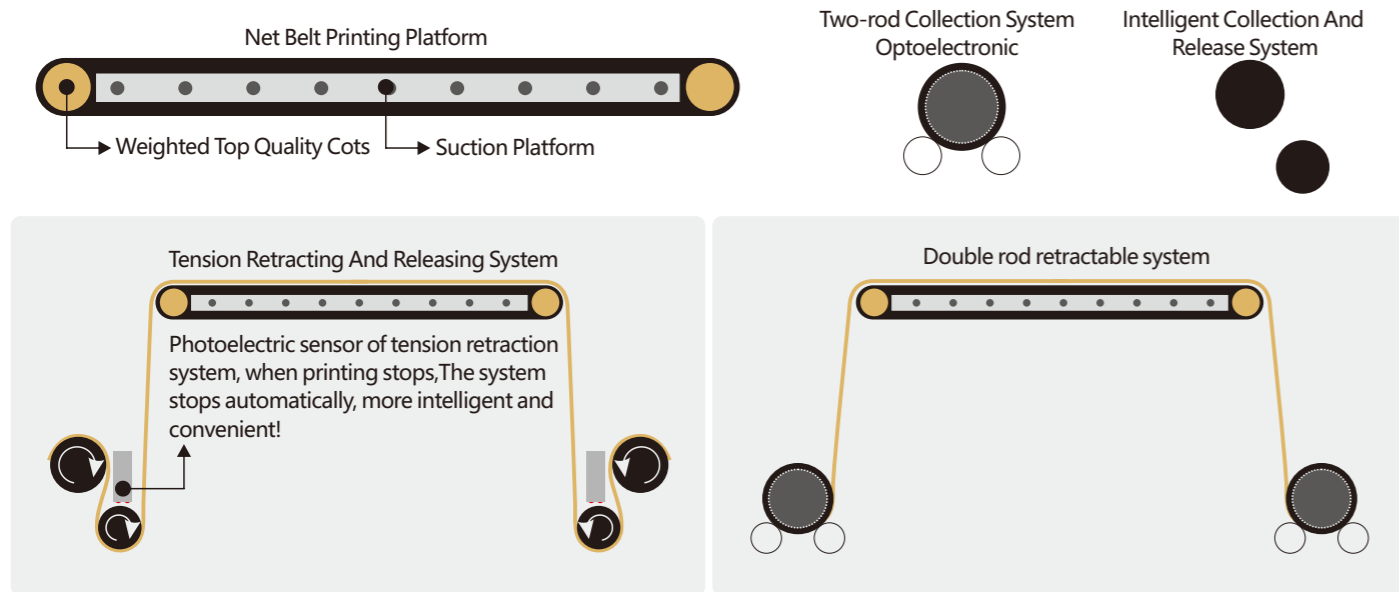 Net Belt Printing Platform
Weighted Top Quality Cots
Suction Platform
Two-rod Collection System
Optoelectronic
Intelligent Collection And
Release System
Tension Retracting And Releasing System
Photoelectric sensor of tension retraction
system, when printing stops,The system
stops automatically, more intelligent and
convenient!
Double rod retractable system